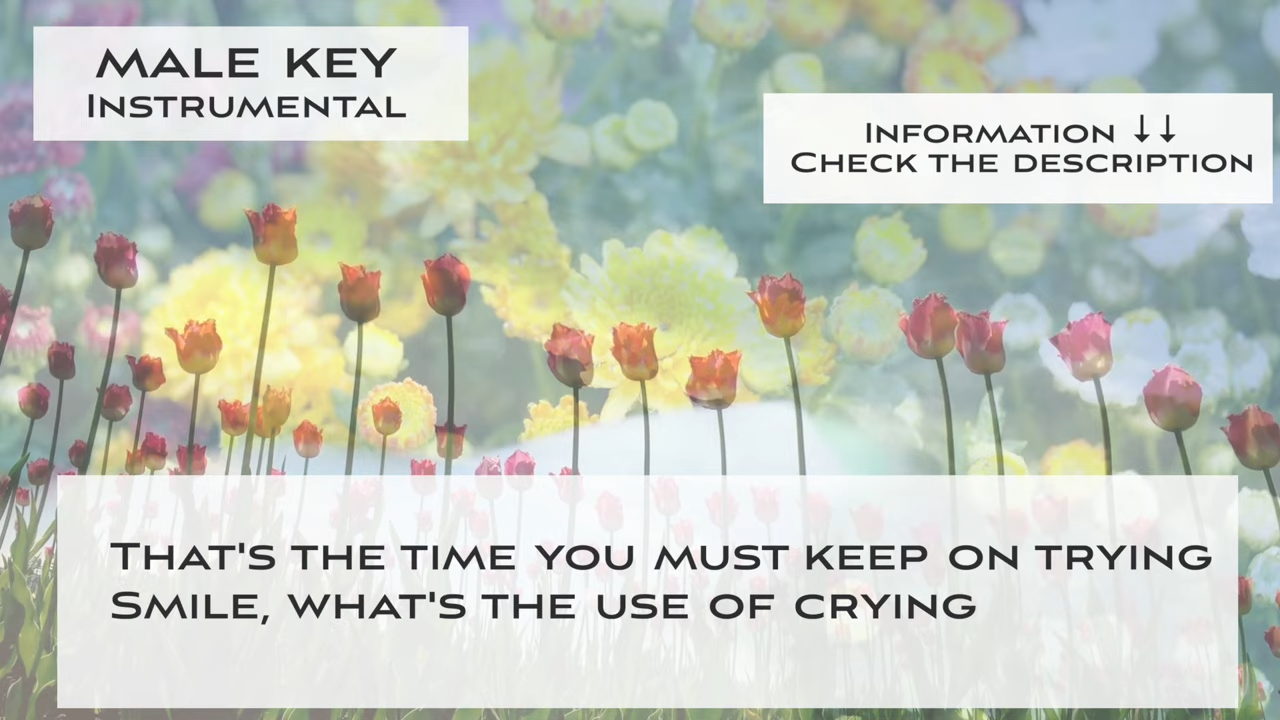 MALE KEY
INSTRUMENTAL
INFORMATION ↓↓
CHECK THE DESCRIPTION
THAT'S THE TIME YOU MUST KEEP ON TRYING
SMILE, WHAT'S THE USE OF CRYING